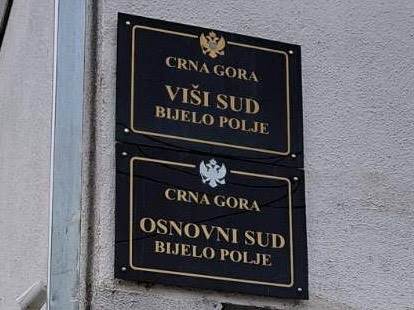 CRNA GORA
VIŠI SUD
BIJELO POLJE
CRNA GORA
OSNOVNI SUD
BIJELO POLJE